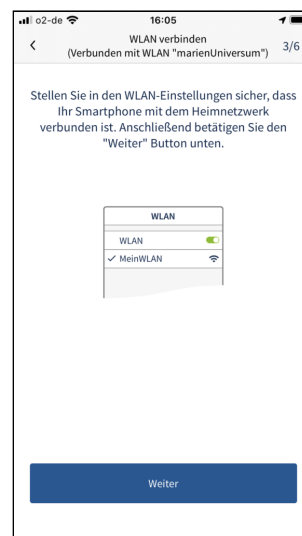 o2-de 16:05
WLAN verbinden
(Verbunden mit WLAN "marienUniversum") 3/6
Stellen Sie in den WLAN-Einstellungen sicher, dass
Ihr Smartphone mit dem Heimnetzwerk
verbunden ist. Anschließend betätigen Sie den
"Weiter" Button unten.
WLAN
WLAN
MeinWLAN
Weiter